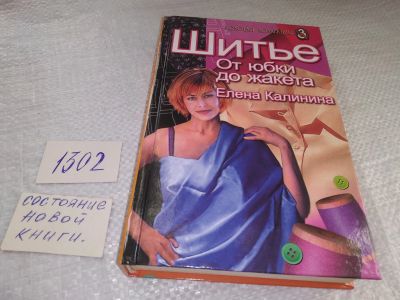 Шитье
От юбки
до жакета
Елена Калинина
1302
состояние
новой
книги.